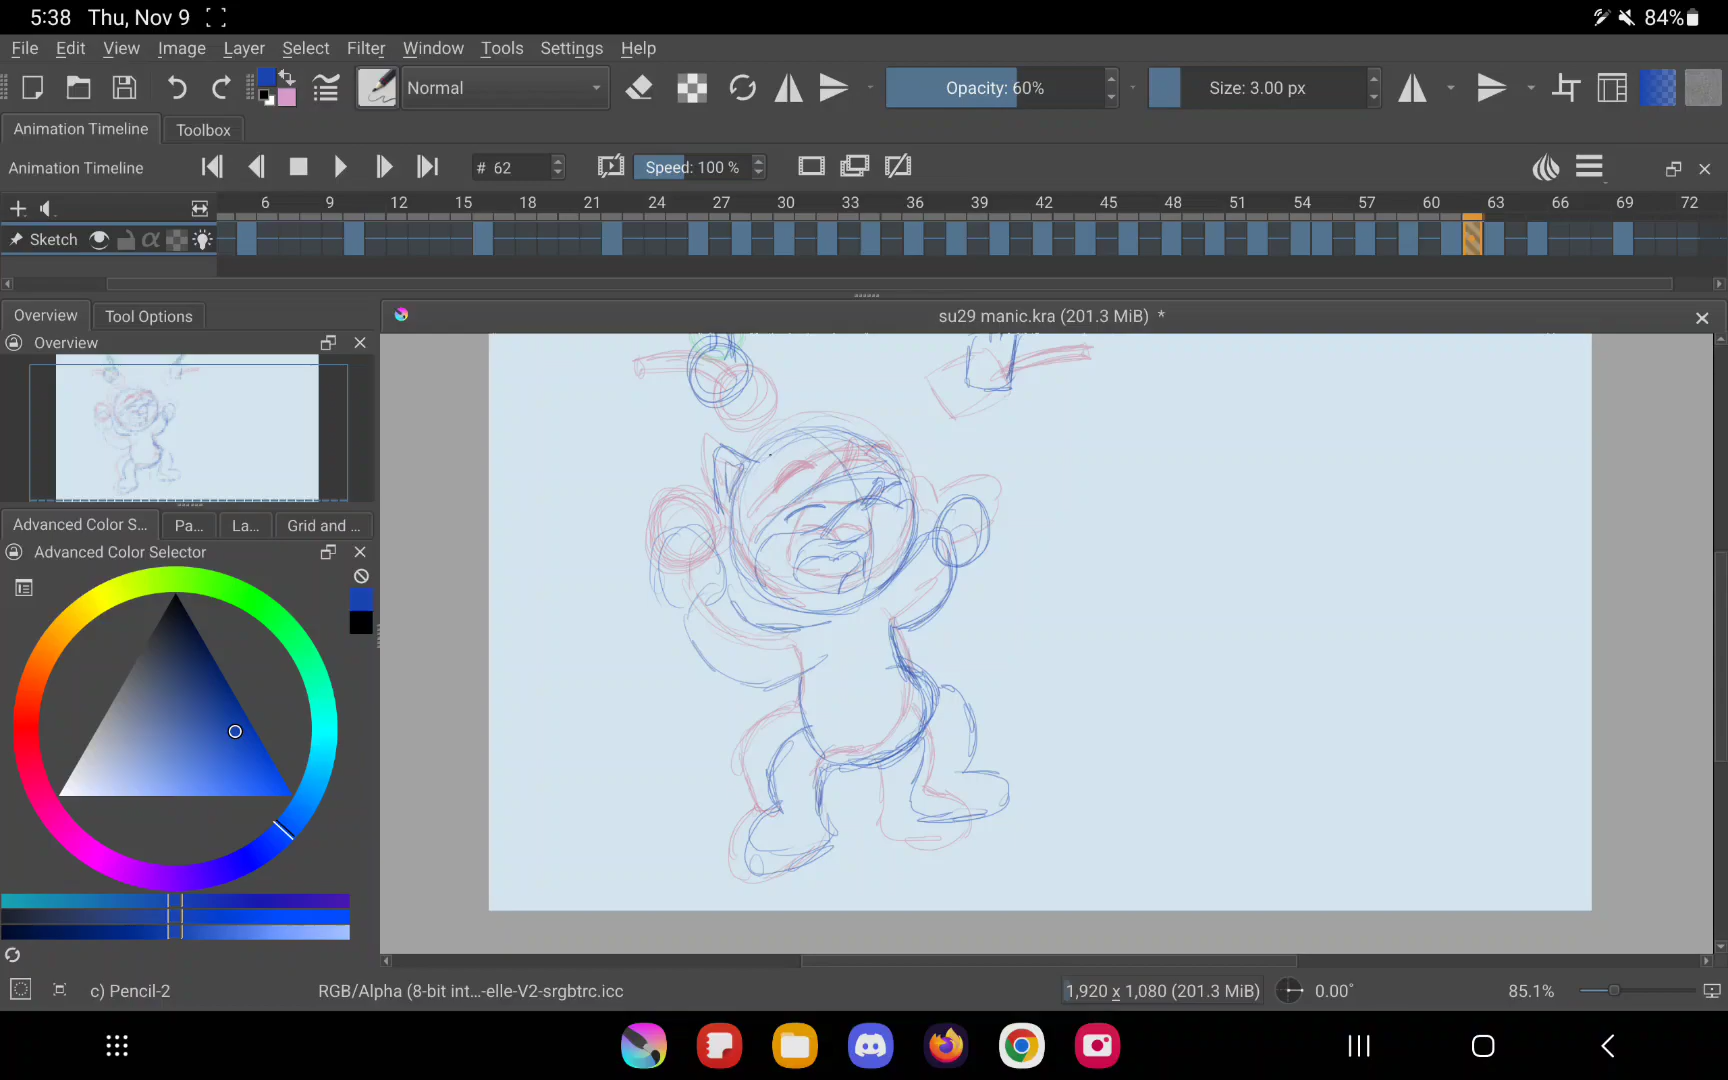 5:38 Thu, Nov 9 84%
File Edit View Image Layer Select Filter Window Tools Settings Help
Normal Opacity: 60% Size: 3.00 px
Animation Timeline Toolbox
Animation Timeline # 62 Speed: 100 %
6 9 12 15 18 21 24 27 30 33 36 39 42 45 48 51 54 57 60 63 66 69 72
Sketch α
Overview Tool Options su29 manic.kra (201.3 MiB) *
Overview
Advanced Color S... Pa... La... Grid and ...
Advanced Color Selector
c) Pencil-2 RGB/Alpha (8-bit int...-elle-V2-srgbtrc.icc 1,920 x 1,080 (201.3 MiB) 0.00° 85.1%